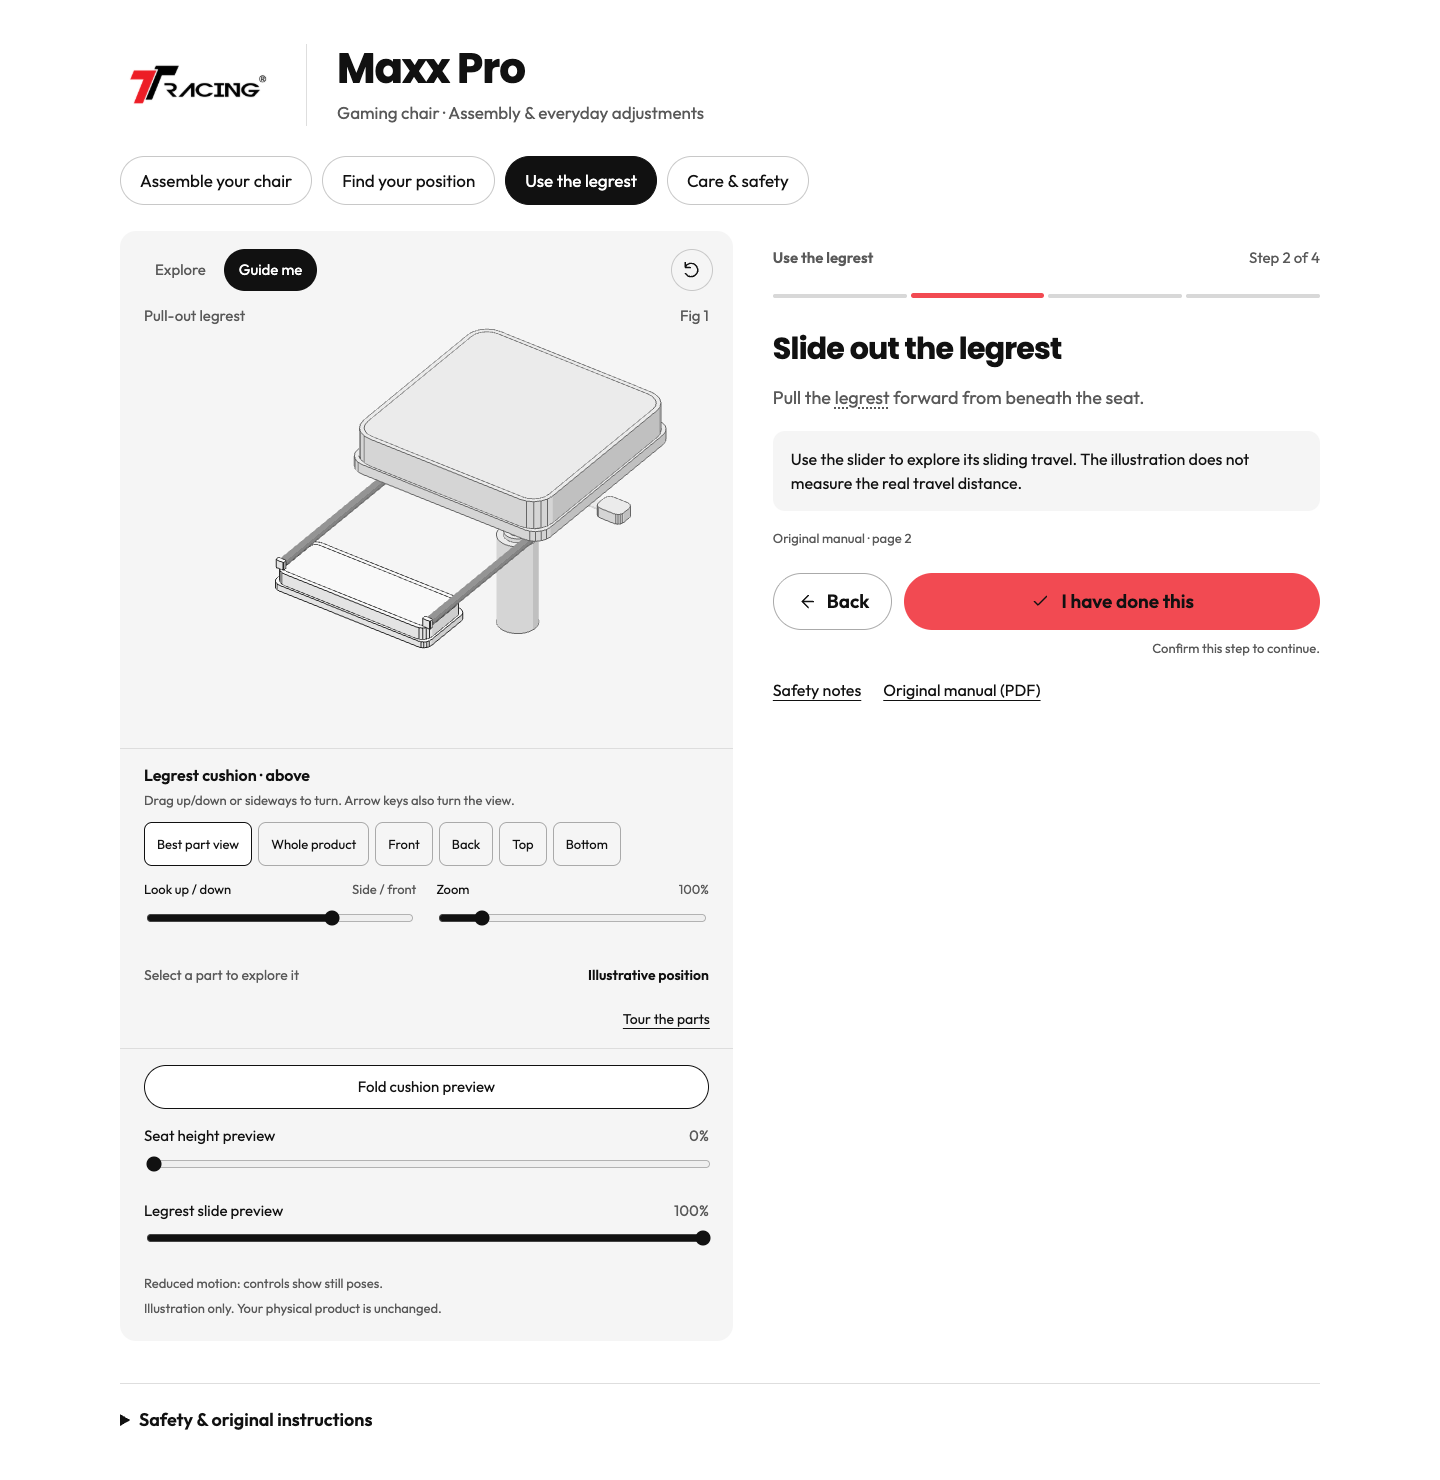 TTRACING®
Maxx Pro
Gaming chair · Assembly & everyday adjustments
Assemble your chair
Find your position
Use the legrest
Care & safety
Explore
Guide me
Pull-out legrest
Fig 1
Legrest cushion · above
Drag up/down or sideways to turn. Arrow keys also turn the view.
Best part view
Whole product
Front
Back
Top
Bottom
Look up / down
Side / front
Zoom
100%
Select a part to explore it
Illustrative position
Tour the parts
Fold cushion preview
Seat height preview
0%
Legrest slide preview
100%
Reduced motion: controls show still poses.
Illustration only. Your physical product is unchanged.
Use the legrest
Step 2 of 4
Slide out the legrest
Pull the legrest forward from beneath the seat.
Use the slider to explore its sliding travel. The illustration does not
measure the real travel distance.
Original manual · page 2
Back
I have done this
Confirm this step to continue.
Safety notes
Original manual (PDF)
Safety & original instructions